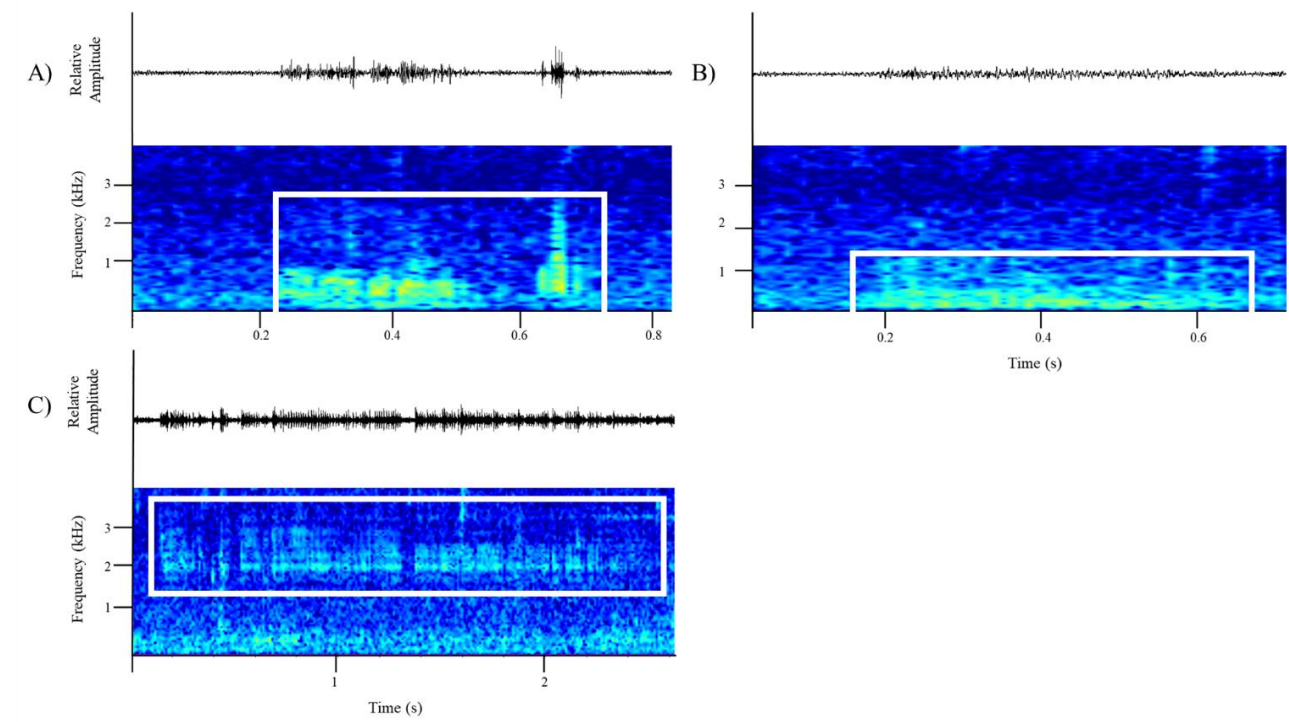 A)
Relative
Amplitude
B)
Frequency (kHz)
3
2
1
0.2
0.4
0.6
0.8
3
2
1
0.2
0.4
0.6
Time (s)
C)
Relative
Amplitude
Frequency (kHz)
3
2
1
1
2
Time (s)